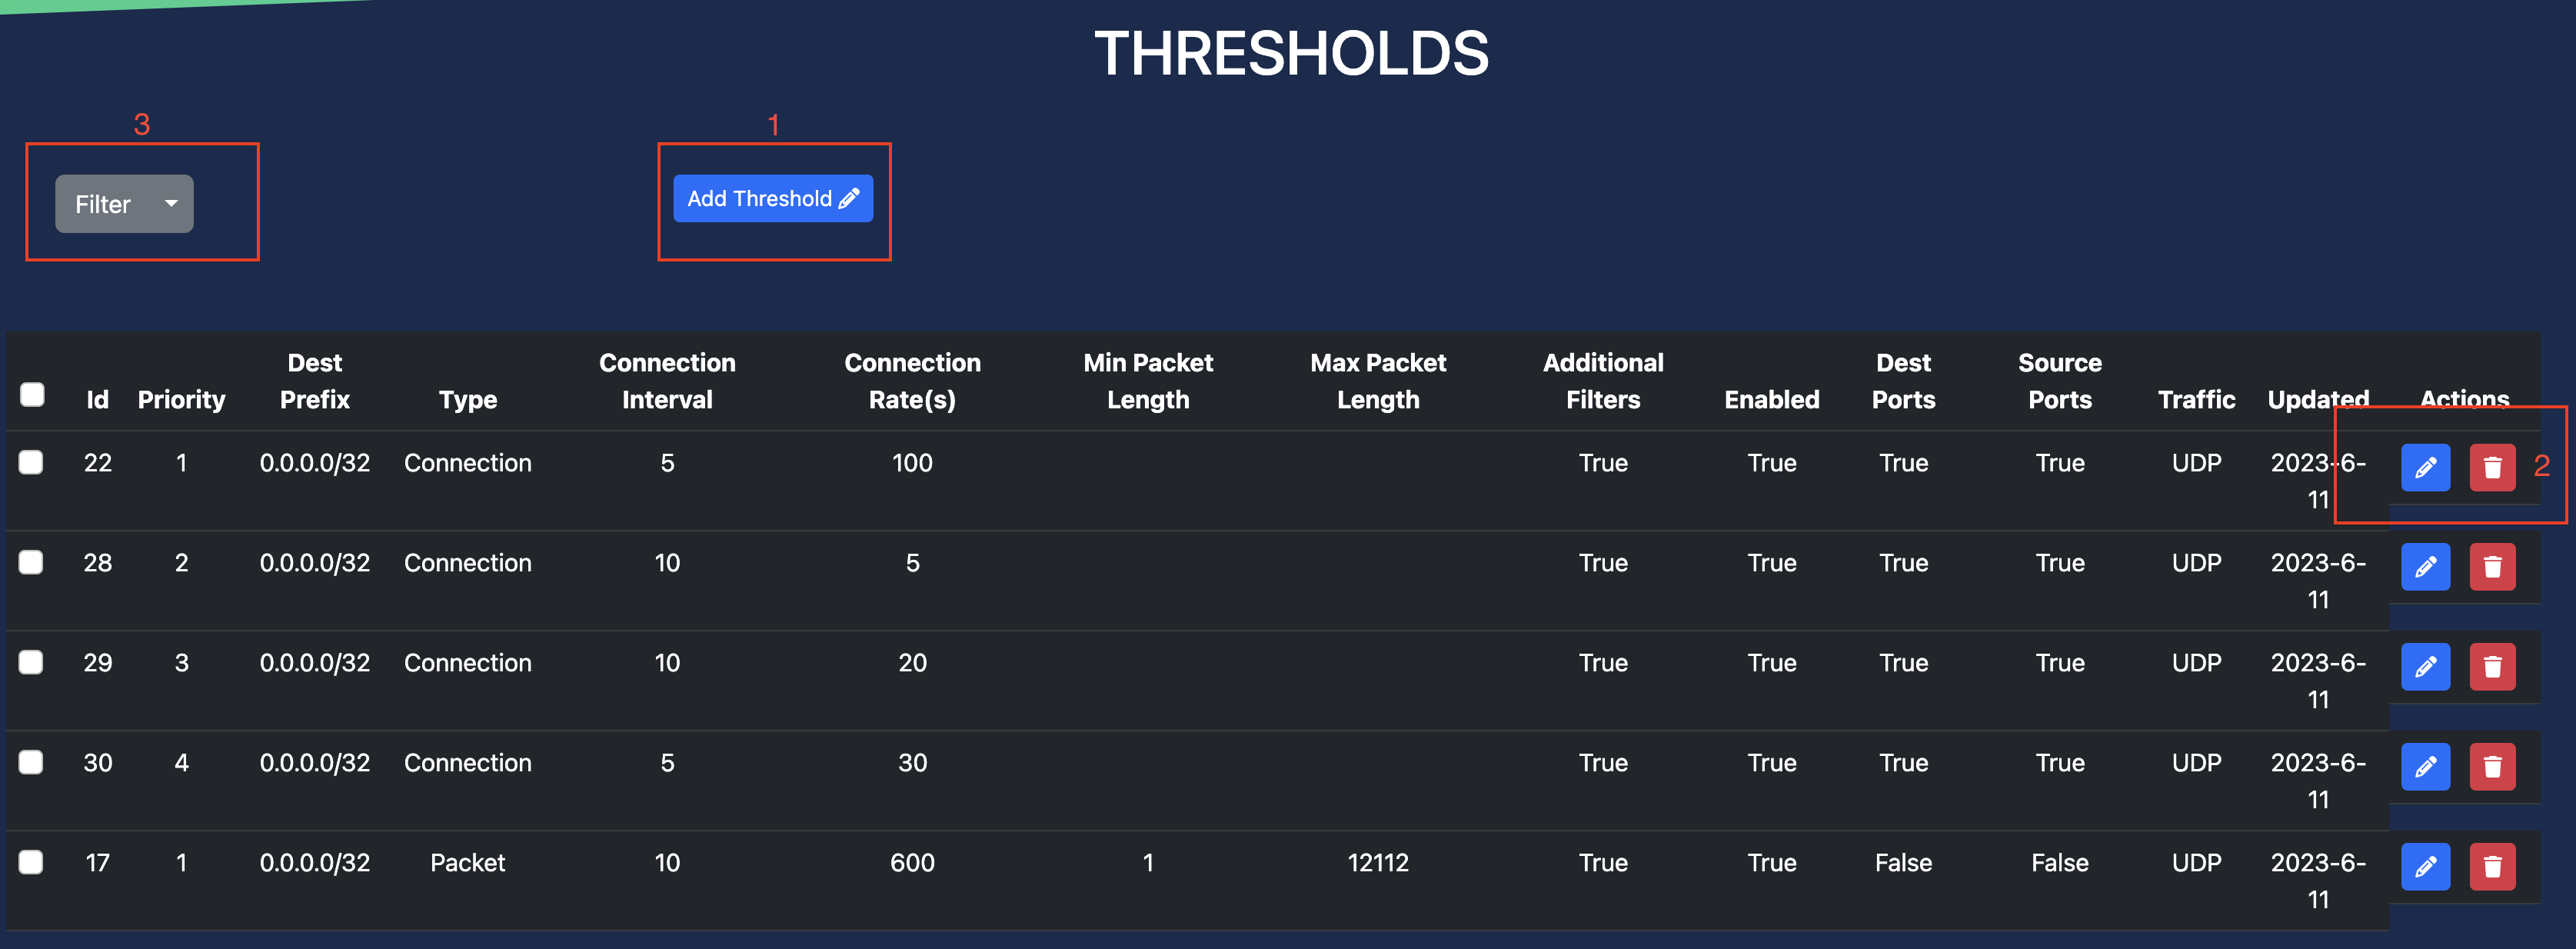 THRESHOLDS
3
1
Filter
Add Threshold
Id Priority Dest Prefix Type Connection Interval Connection Rate(s) Min Packet Length Max Packet Length Additional Filters Enabled Dest Ports Source Ports Traffic Updated Actions
22 1 0.0.0.0/32 Connection 5 100 True True True True UDP 2023-6-11 2
28 2 0.0.0.0/32 Connection 10 5 True True True True UDP 2023-6-11
29 3 0.0.0.0/32 Connection 10 20 True True True True UDP 2023-6-11
30 4 0.0.0.0/32 Connection 5 30 True True True True UDP 2023-6-11
17 1 0.0.0.0/32 Packet 10 600 1 12112 True True False False UDP 2023-6-11